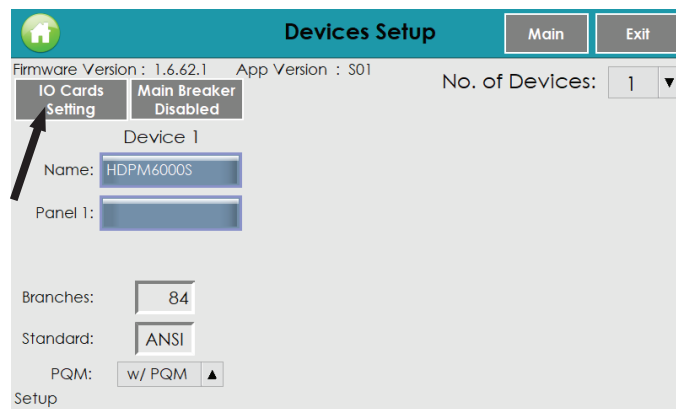 Devices Setup
Main
Exit
Firmware Version : 1.6.62.1 App Version : S01
No. of Devices: 1
IO Cards
Setting
Main Breaker
Disabled
Device 1
Name: HDPM6000S
Panel 1:
Branches: 84
Standard: ANSI
PQM: w/ PQM
Setup